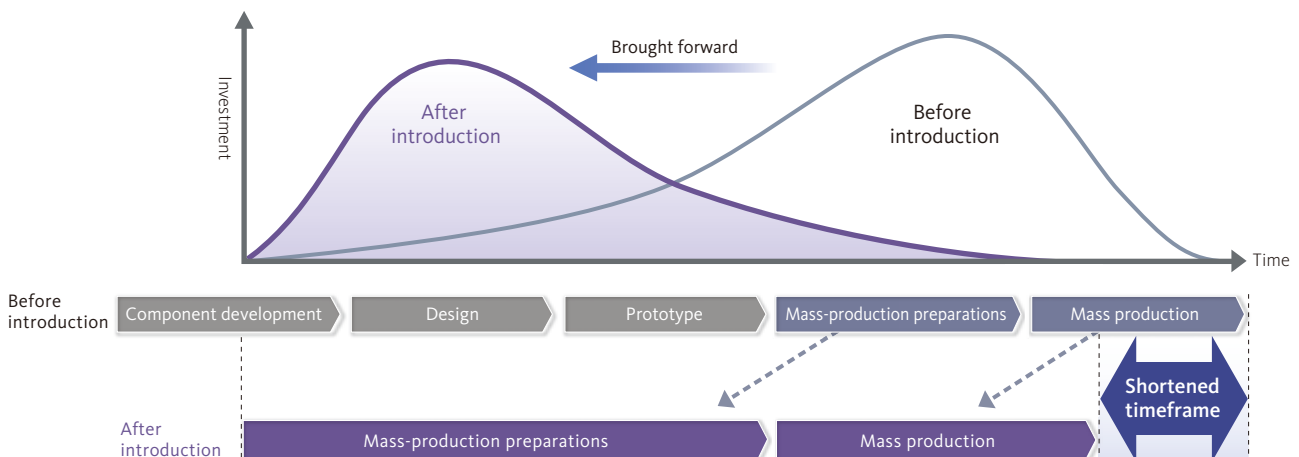 Brought forward
Investment
After
introduction
Before
introduction
Time
Before
introduction
Component development
Design
Prototype
Mass-production preparations
Mass production
Shortened
timeframe
After
introduction
Mass-production preparations
Mass production